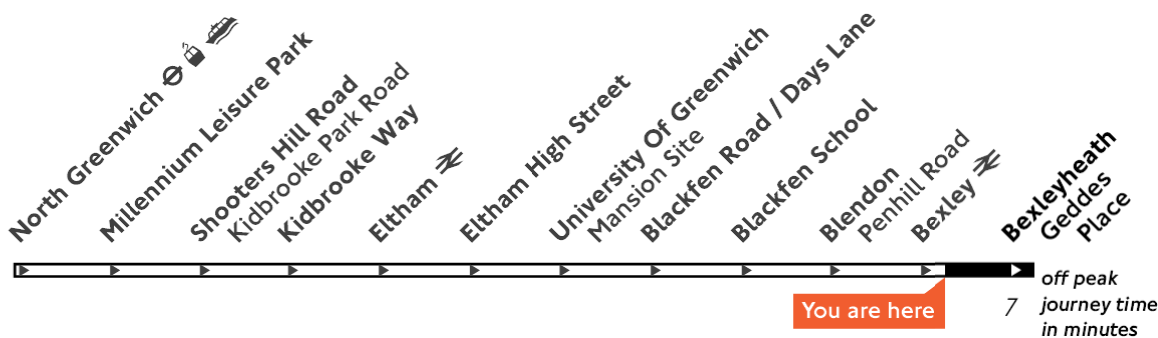 North Greenwich
Millennium Leisure Park
Shooters Hill Road
Kidbrooke Park Road
Kidbrooke Way
Eltham
Eltham High Street
University Of Greenwich
Mansion Site
Blackfen Road / Days Lane
Blackfen School
Blendon
Penhill Road
Bexley
Bexleyheath
Geddes
Place
You are here
7
off peak
journey time
in minutes